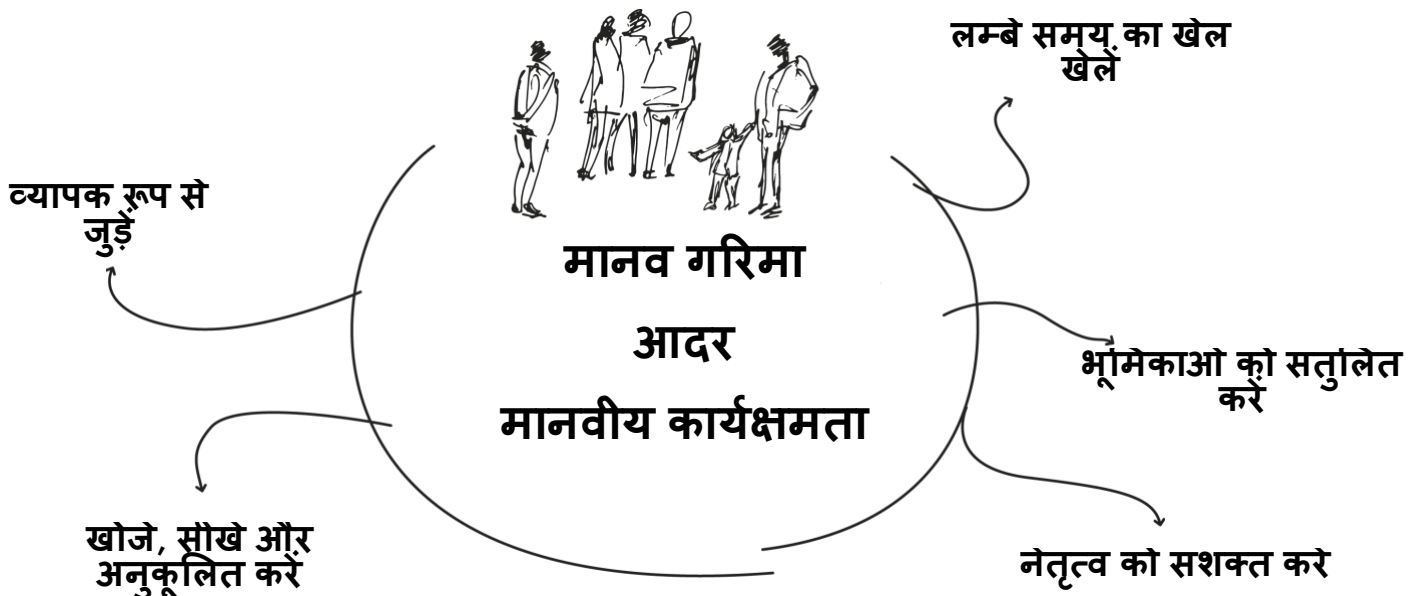 लम्बे समय का खेल
खेलें
व्यापक रूप से
जुड़ें
मानव गरिमा
आदर
मानवीय कार्यक्षमता
भूमिकाओं को संतुलित
करें
खोजें, सीखें और
अनुकूलित करें
नेतृत्व को सशक्त करें